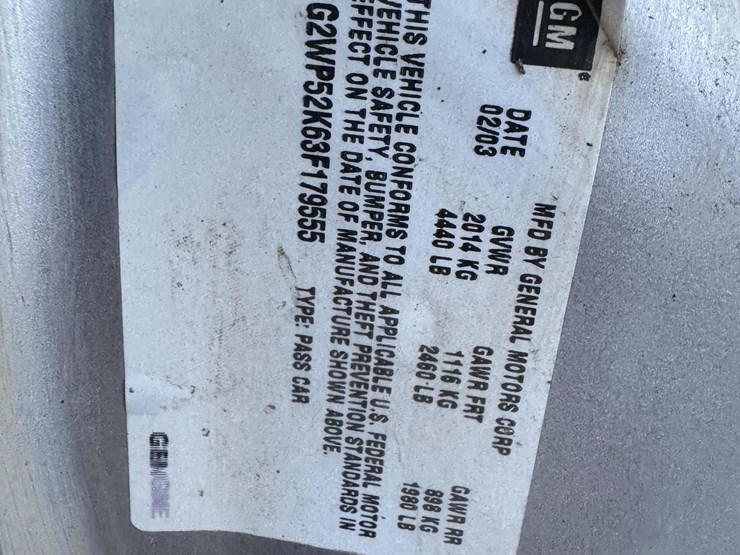 GM
MFD BY GENERAL MOTORS CORP
DATE GVWR GAWR FRT GAWR RR
02/03 2014 KG 1116 KG 898 KG
4440 LB 2460 LB 1980 LB
THIS VEHICLE CONFORMS TO ALL APPLICABLE U.S. FEDERAL MOTOR
VEHICLE SAFETY, BUMPER, AND THEFT PREVENTION STANDARDS IN
EFFECT ON THE DATE OF MANUFACTURE SHOWN ABOVE.
G2WP52K63F179555 TYPE: PASS CAR